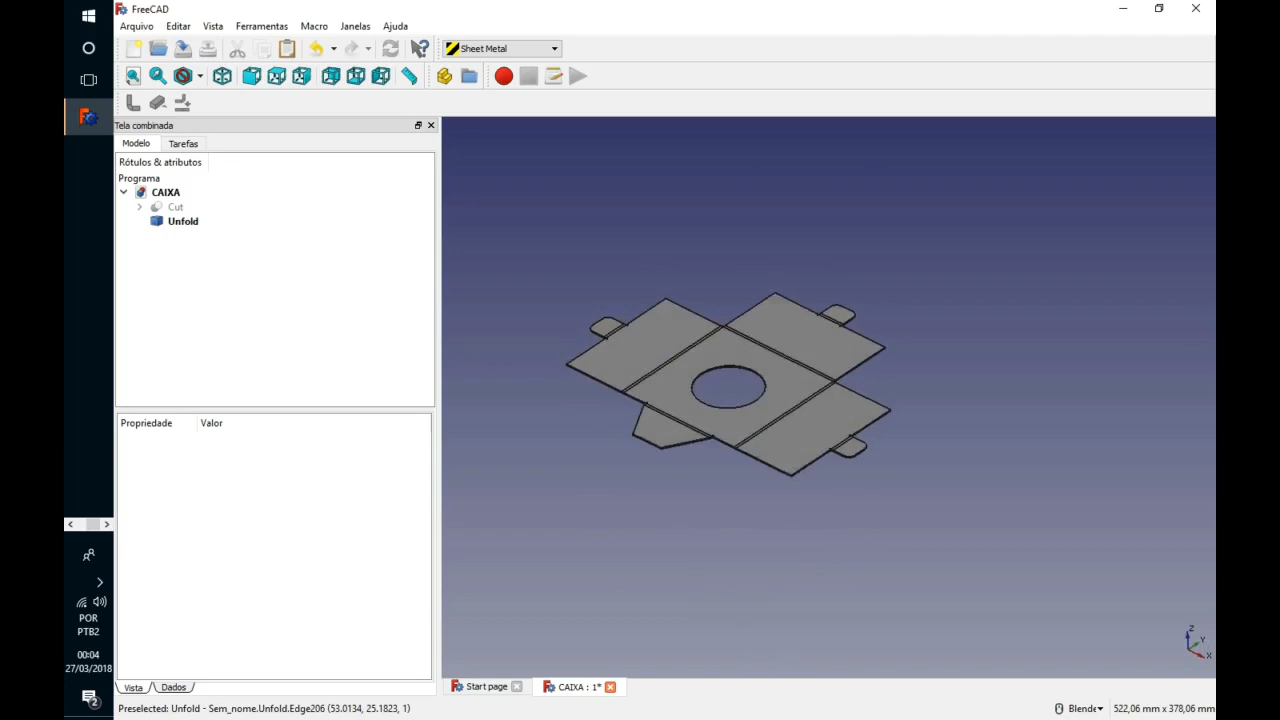 FreeCAD
Arquivo Editar Vista Ferramentas Macro Janelas Ajuda
Sheet Metal
Tela combinada
Modelo Tarefas
Rótulos & atributos
Programa
CAIXA
Cut
Unfold
Propriedade Valor
Z
Y
X
POR
PTB2
00:04
27/03/2018
2
Vista Dados
Start page CAIXA : 1*
Preselected: Unfold - Sem_nome.Unfold.Edge206 (53.0134, 25.1823, 1)
Blende 522,06 mm x 378,06 mm